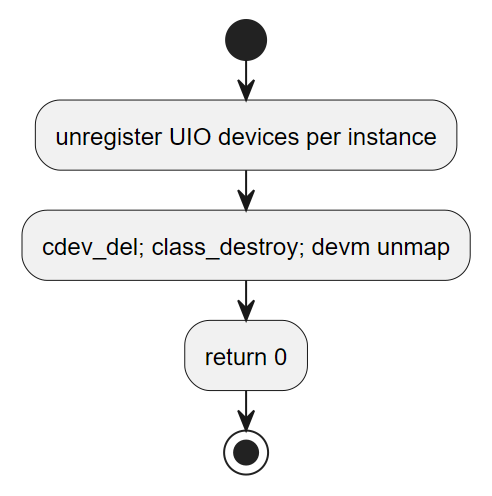 unregister UIO devices per instance
cdev_del; class_destroy; devm unmap
return 0